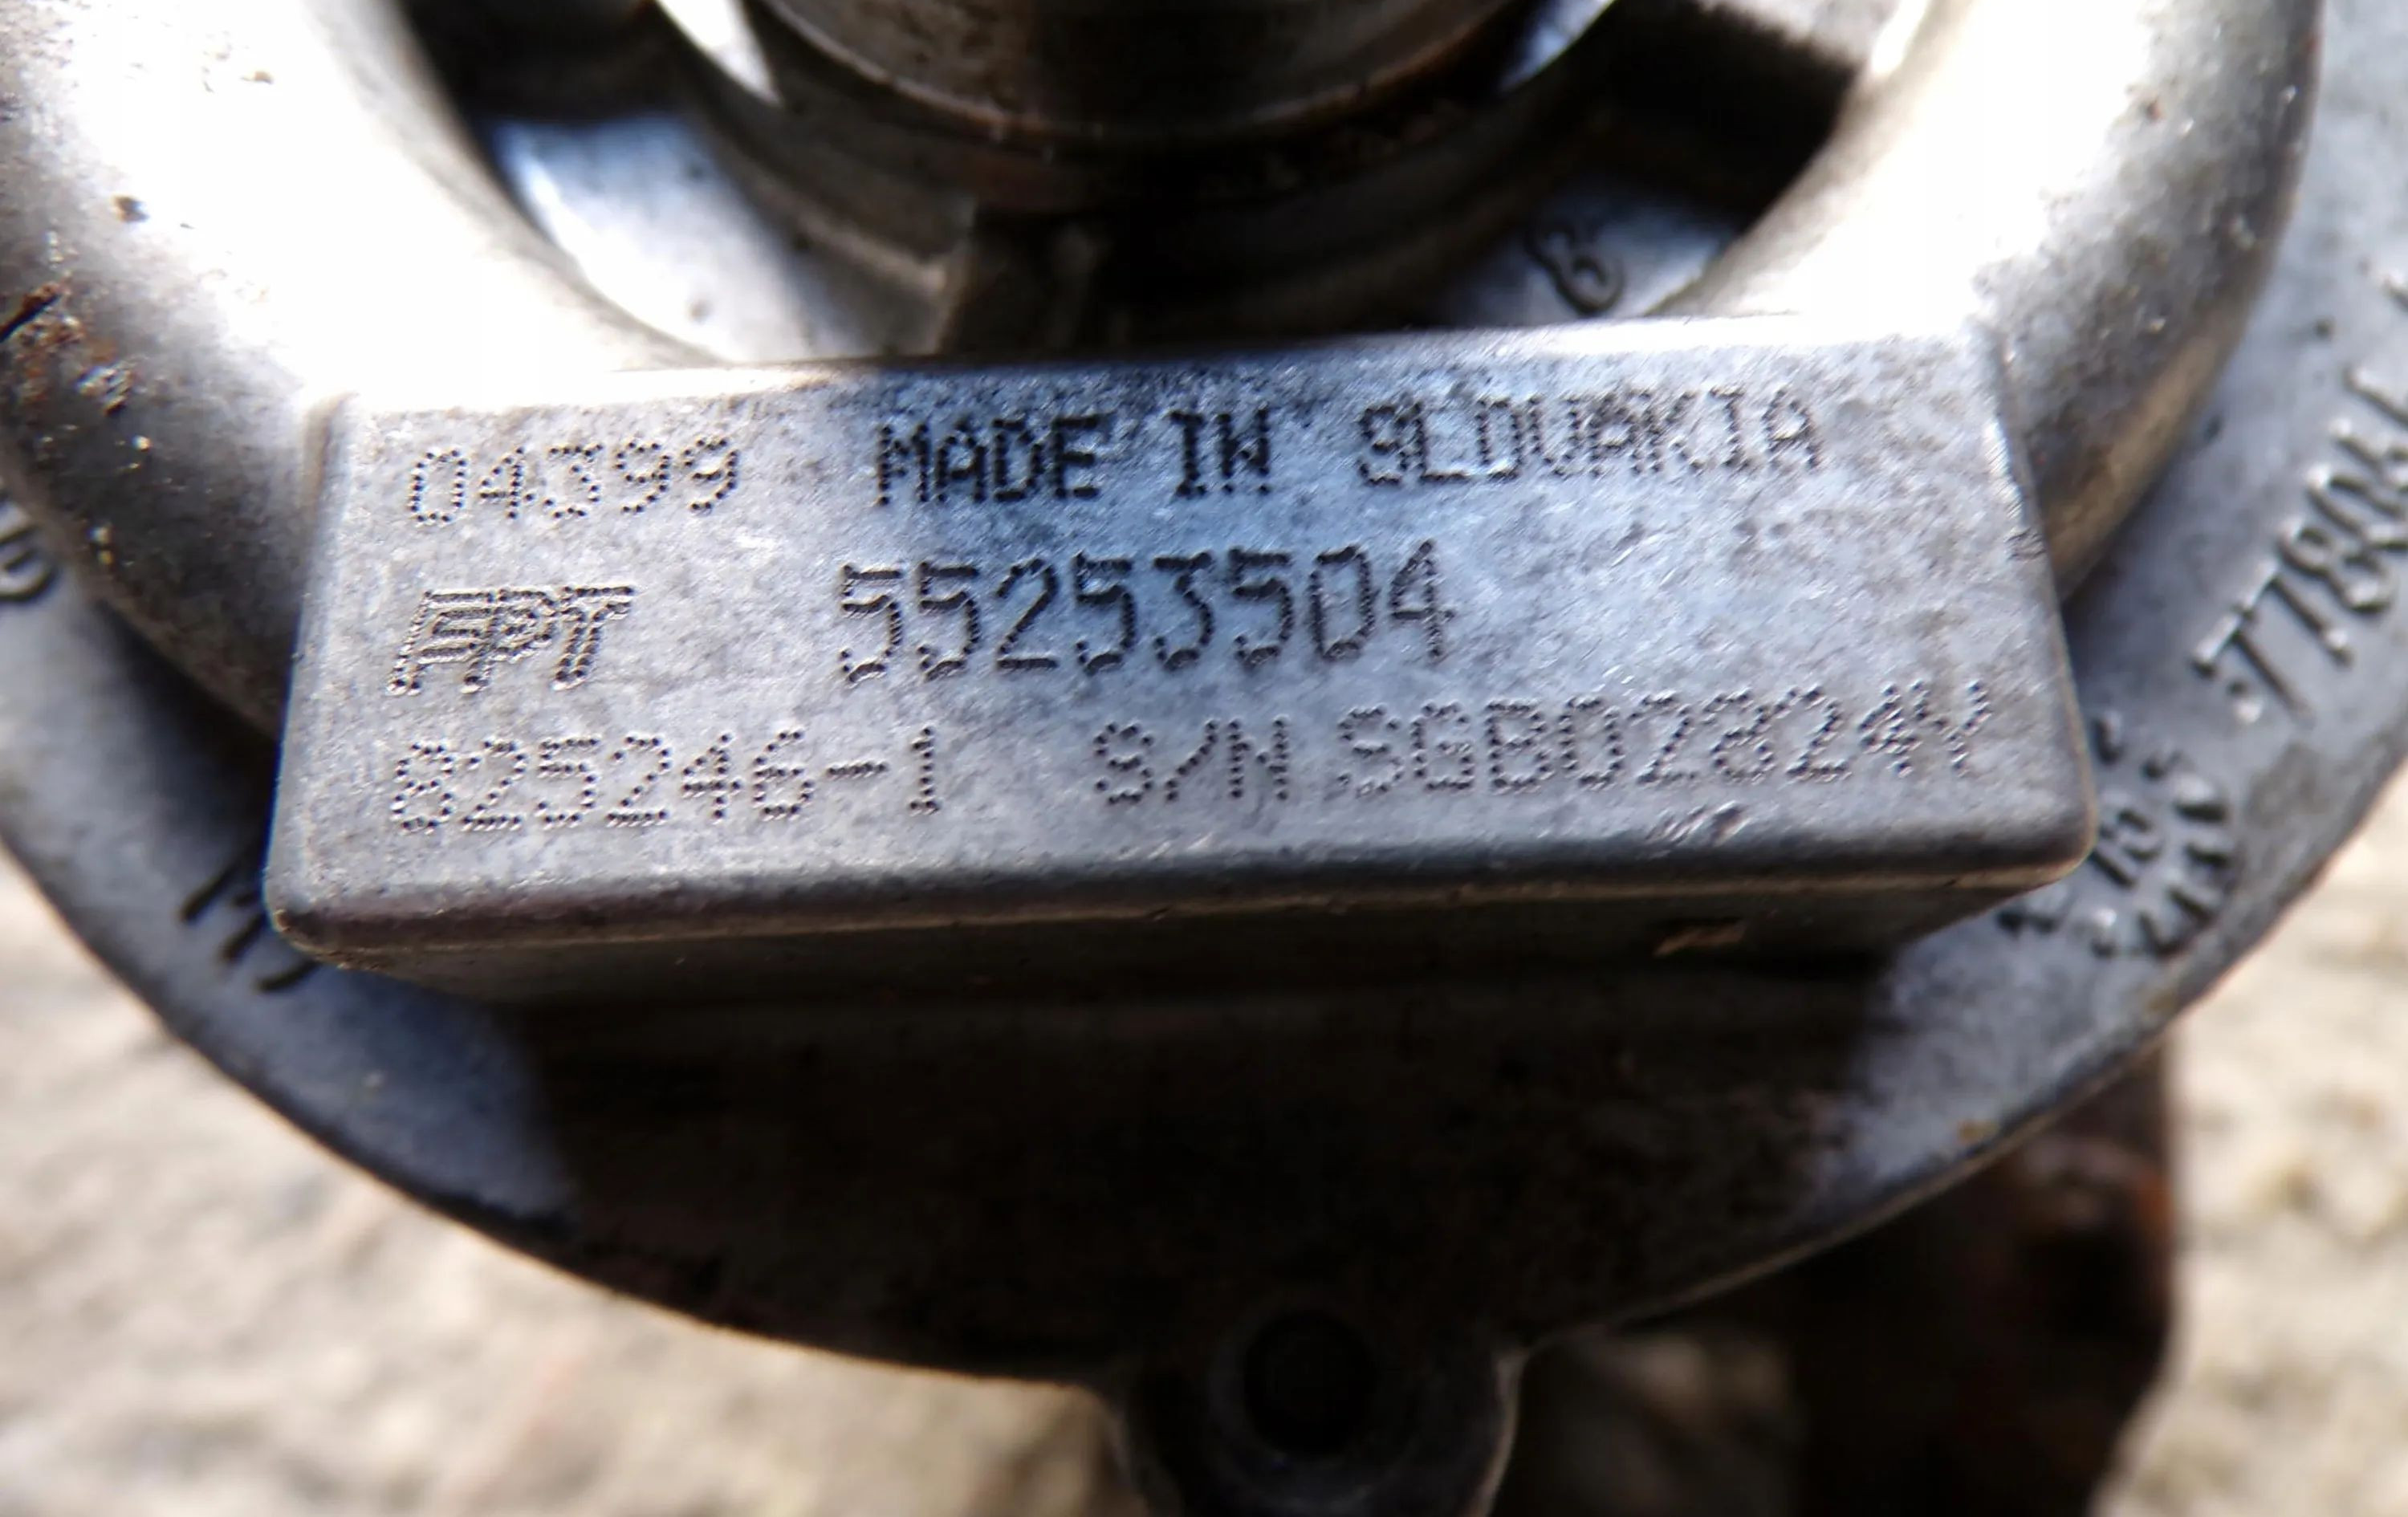 04399 MADE IN SLOVAKIA
FPT 55253504
825246-1 S/N SGB02824Y